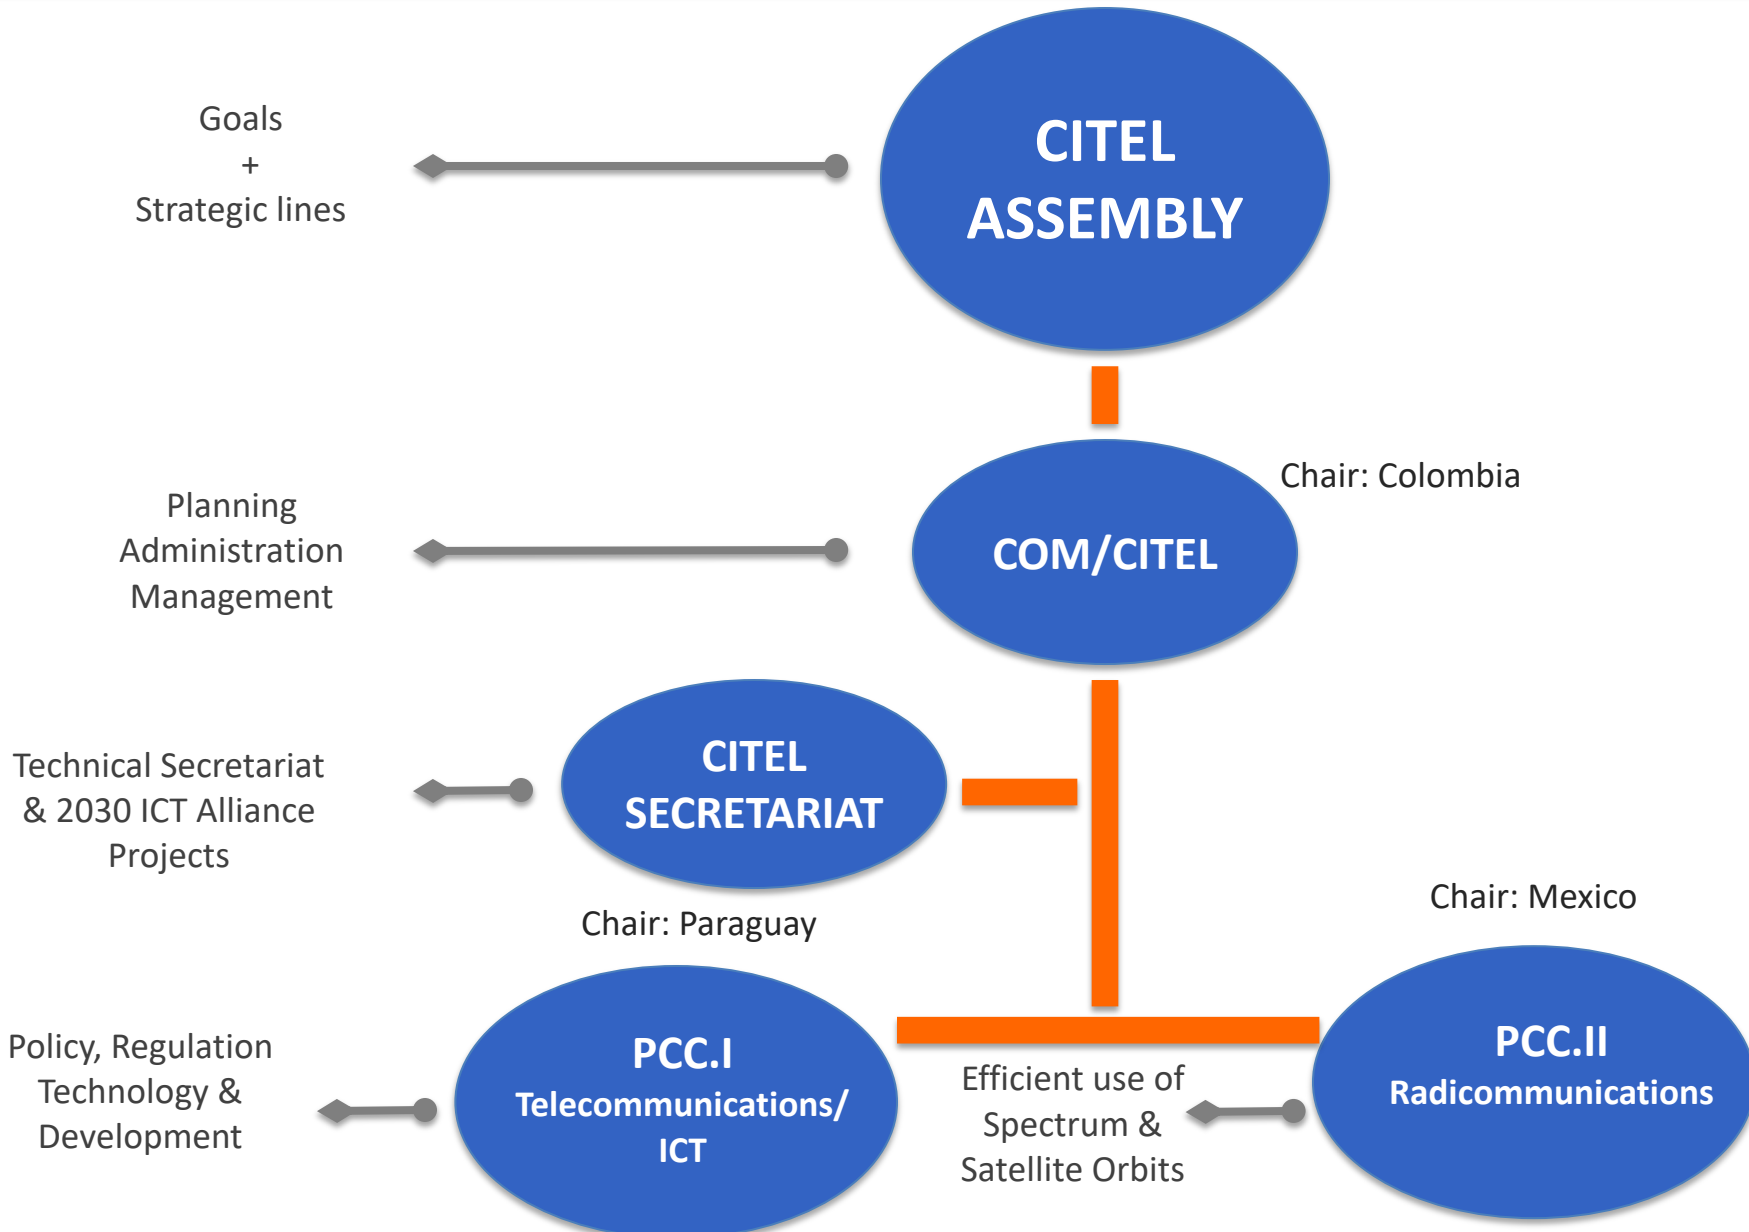 Goals
+
Strategic lines
CITEL
ASSEMBLY
Chair: Colombia
Planning
Administration
Management
COM/CITEL
Technical Secretariat
& 2030 ICT Alliance
Projects
CITEL
SECRETARIAT
Chair: Paraguay
Chair: Mexico
Policy, Regulation
Technology &
Development
PCC.I
Telecommunications/
ICT
Efficient use of
Spectrum &
Satellite Orbits
PCC.II
Radicommunications